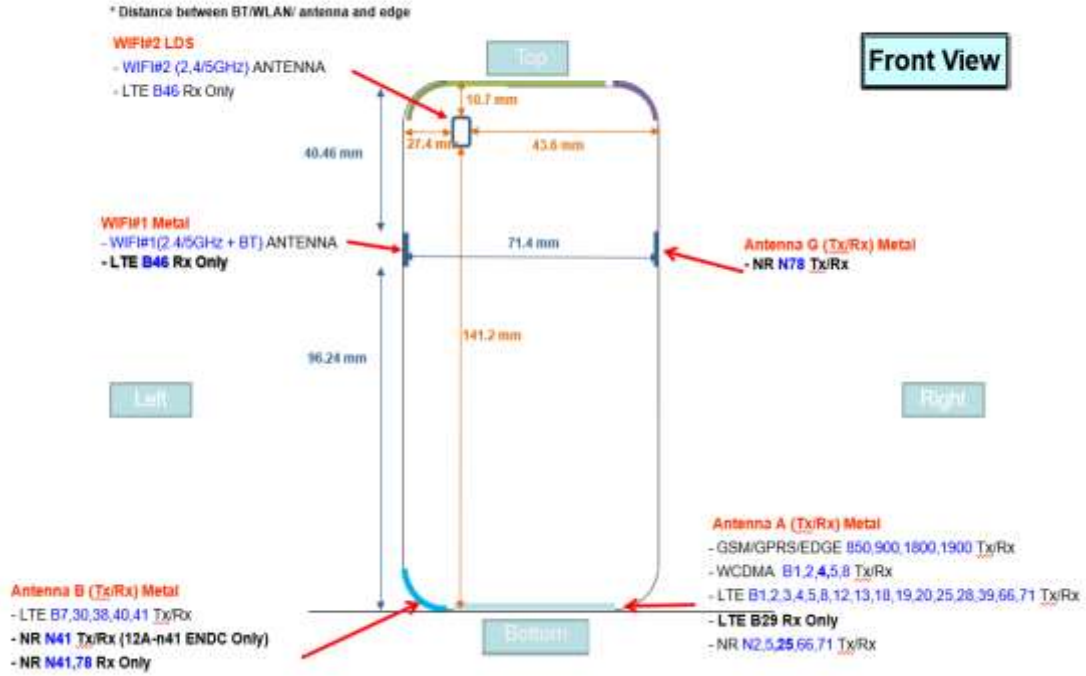 * Distance between BT/WLAN/ antenna and edge
WIFI#2 LDS
- WIFI#2 (2,4/5GHz) ANTENNA
- LTE B46 Rx Only
Top
Front View
10.7 mm
27.4 mm
43.6 mm
40.46 mm
WIFI#1 Metal
- WIFI#1(2.4/5GHz + BT) ANTENNA
- LTE B46 Rx Only
71.4 mm
Antenna G (Tx/Rx) Metal
- NR N78 Tx/Rx
141.2 mm
96.24 mm
Left
Right
Antenna A (Tx/Rx) Metal
- GSM/GPRS/EDGE 850,900,1800,1900 Tx/Rx
- WCDMA B1,2,4,5,8 Tx/Rx
- LTE B1,2,3,4,5,8,12,13,18,19,20,25,28,39,66,71 Tx/Rx
- LTE B29 Rx Only
- NR N2,5,25,66,71 Tx/Rx
Antenna B (Tx/Rx) Metal
- LTE B7,30,38,40,41 Tx/Rx
- NR N41 Tx/Rx (12A-n41 ENDC Only)
- NR N41,78 Rx Only
Bottom